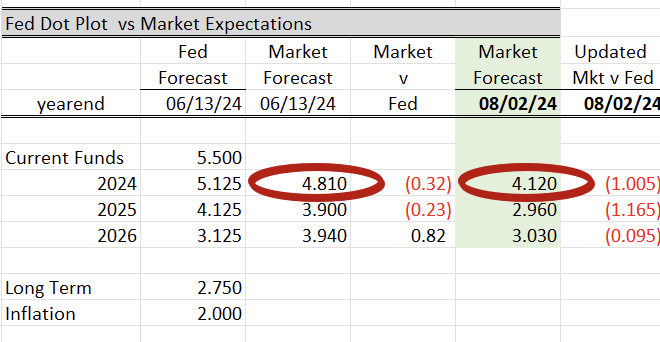 Fed Dot Plot vs Market Expectations
Fed Market Market Market Updated
Forecast Forecast v Forecast Mkt v Fed
yearend 06/13/24 06/13/24 Fed 08/02/24 08/02/24
Current Funds 5.500
2024 5.125 4.810 (0.32) 4.120 (1.005)
2025 4.125 3.900 (0.23) 2.960 (1.165)
2026 3.125 3.940 0.82 3.030 (0.095)
Long Term 2.750
Inflation 2.000